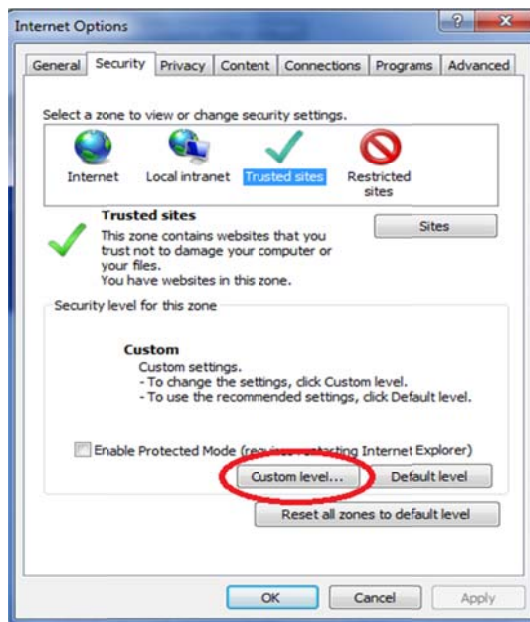 Internet Options
General Security Privacy Content Connections Programs Advanced
Select a zone to view or change security settings.
Internet Local intranet Trusted sites Restricted sites
Trusted sites
Sites
This zone contains websites that you
trust not to damage your computer or
your files.
You have websites in this zone.
Security level for this zone
Custom
Custom settings.
- To change the settings, click Custom level.
- To use the recommended settings, click Default level.
Enable Protected Mode (requires restarting Internet Explorer)
Custom level... Default level
Reset all zones to default level
OK Cancel Apply